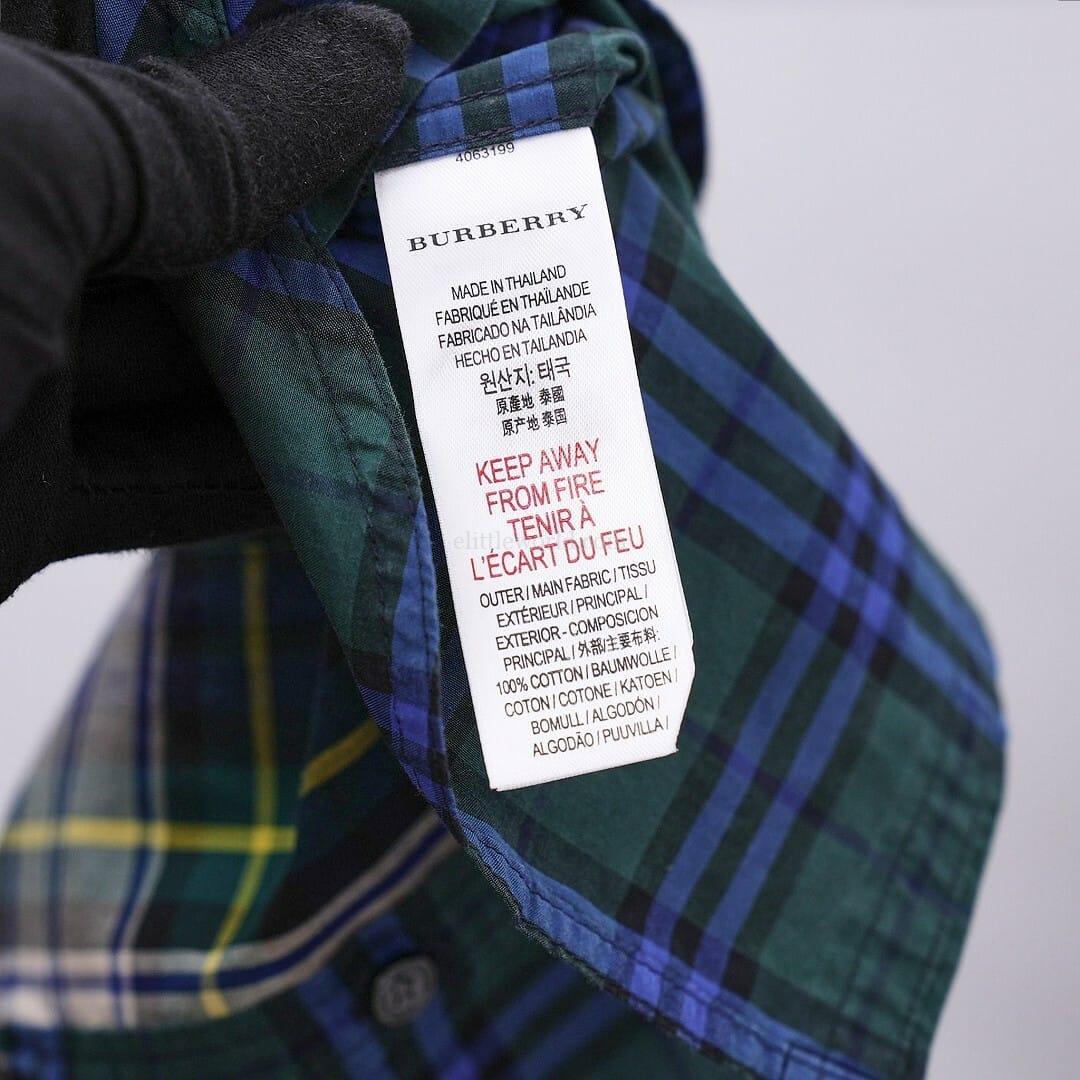 4063199
BURBERRY
MADE IN THAILAND
FABRIQUÉ EN THAÏLANDE
FABRICADO NA TAILÂNDIA
HECHO EN TAILANDIA
원산지: 태국
原產地 泰國
原产地 泰国
KEEP AWAY
FROM FIRE
TENIR À
L'ÉCART DU FEU
OUTER / MAIN FABRIC / TISSU
EXTÉRIEUR / PRINCIPAL /
EXTERIOR - COMPOSICION
PRINCIPAL / 外部/主要布料:
100% COTTON / BAUMWOLLE /
COTON / COTONE / KATOEN /
BOMULL / ALGODÓN /
ALGODÃO / PUUVILLA /